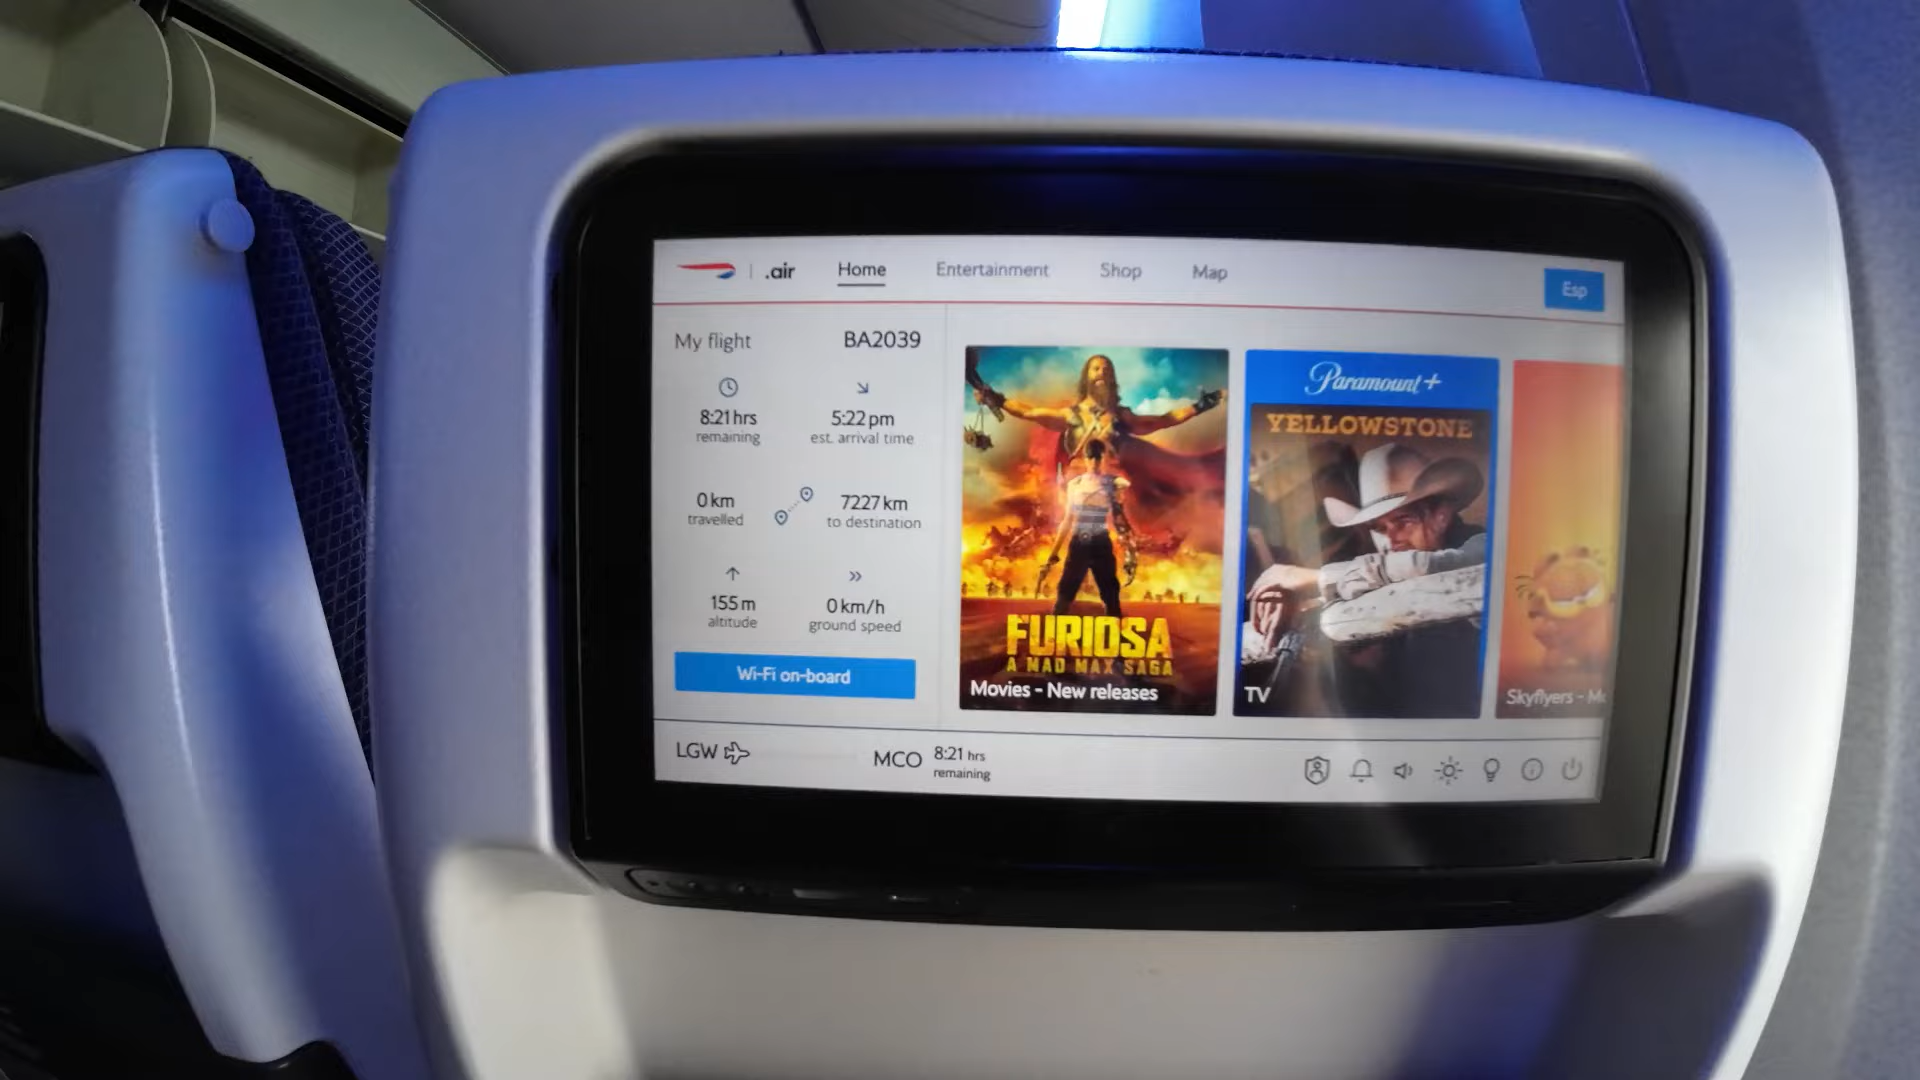 .air Home Entertainment Shop Map Esp
My flight BA2039
8:21 hrs 5:22 pm
remaining est. arrival time
0 km 7227 km
travelled to destination
155 m 0 km/h
altitude ground speed
Wi-Fi on-board
FURIOSA
A MAD MAX SAGA
Movies - New releases
Paramount+
YELLOWSTONE
TV
Skyflyers -
LGW MCO 8:21 hrs
remaining